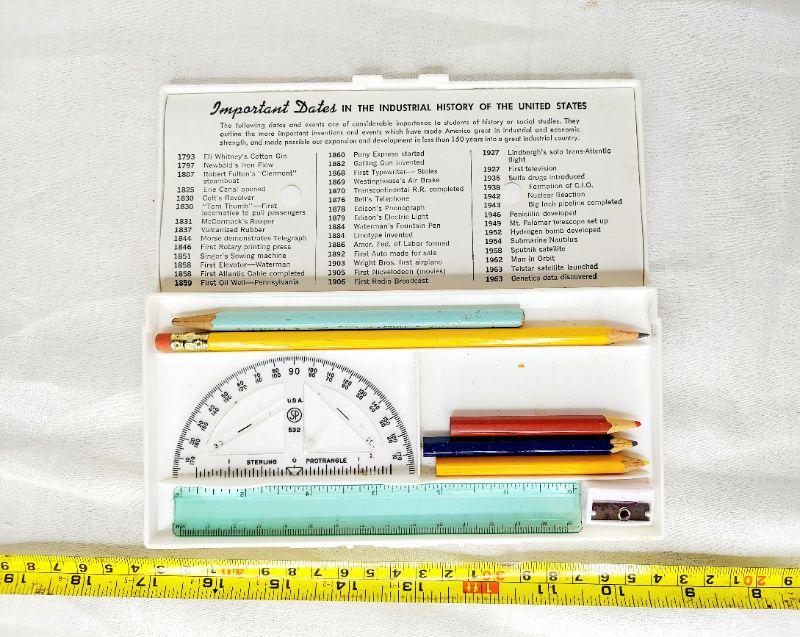 Important Dates IN THE INDUSTRIAL HISTORY OF THE UNITED STATES
The following dates and events are of considerable importance to students of history or social studies. They
outline the more important inventions and events which have made America great in industrial and economic
strength, and made possible our expansion and development in less than 150 years into a great industrial country.
1793 Eli Whitney's Cotton Gin
1797 Newbold's Iron Plow
1807 Robert Fulton's "Clermont"
steamboat
1825 Erie Canal opened
1830 Colt's Revolver
1830 "Tom Thumb"—First
locomotive to pull passengers
1831 McCormack's Reaper
1837 Vulcanized Rubber
1844 Morse demonstrates Telegraph
1846 First Rotary printing press
1851 Singer's Sewing machine
1858 First Elevator—Waterman
1858 First Atlantic Cable completed
1859 First Oil Well—Pennsylvania
1860 Pony Express started
1862 Gatling Gun invented
1868 First Typewriter—Sholes
1869 Westinghouse's Air Brake
1870 Transcontinental R.R. completed
1876 Bell's Telephone
1878 Edison's Phonograph
1879 Edison's Electric Light
1884 Waterman's Fountain Pen
1884 Linotype invented
1886 Amer. Fed. of Labor formed
1892 First Auto made for sale
1903 Wright Bros. first airplane
1905 First Nickelodeon (movies)
1906 First Radio Broadcast
1927 Lindbergh's solo trans-Atlantic
flight
1927 First television
1935 Sulfa drugs introduced
1938 Formation of C.I.O.
1942 Nuclear Reaction
1943 Big Inch pipeline completed
1946 Penicillin developed
1949 Mt. Palomar telescope set up
1952 Hydrogen bomb developed
1954 Submarine Nautilus
1958 Sputnik satellite
1962 Man in Orbit
1963 Telstar satellite launched
1963 Genetics data discovered
90
U.S.A.
SP
592
STERLING 0 PROTRANGLE